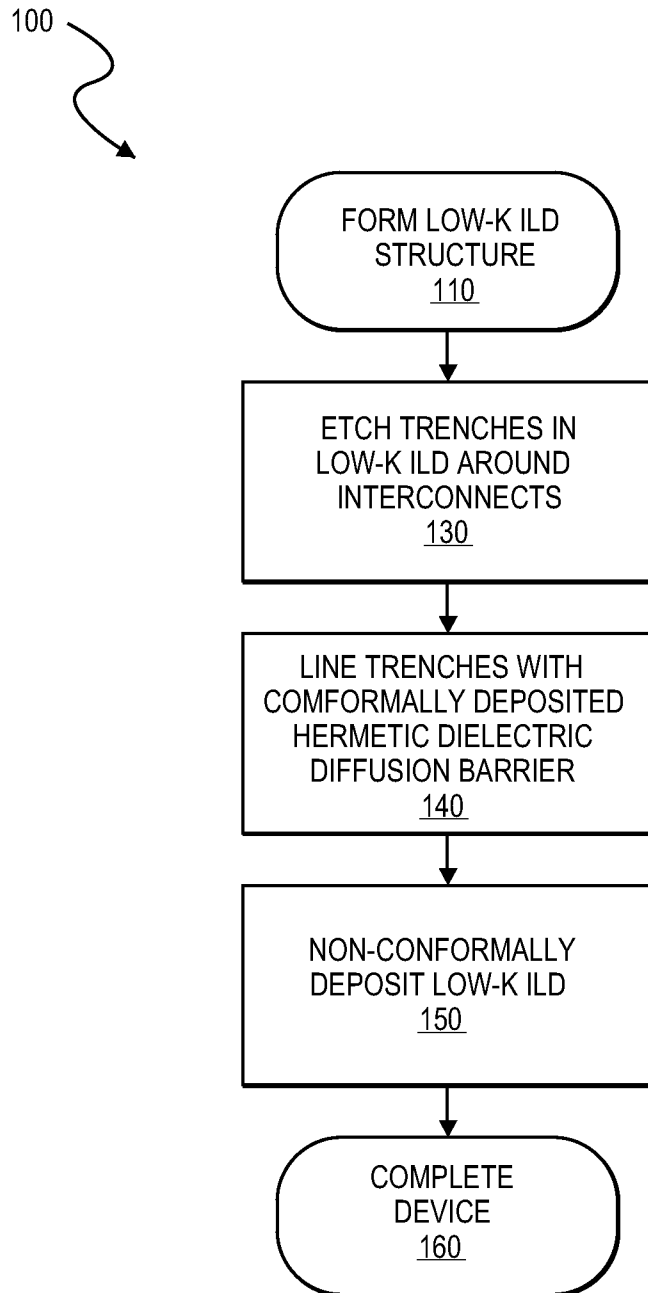 100
FORM LOW-K ILD
STRUCTURE
110
ETCH TRENCHES IN
LOW-K ILD AROUND
INTERCONNECTS
130
LINE TRENCHES WITH
COMFORMALLY DEPOSITED
HERMETIC DIELECTRIC
DIFFUSION BARRIER
140
NON-CONFORMALLY
DEPOSIT LOW-K ILD
150
COMPLETE
DEVICE
160